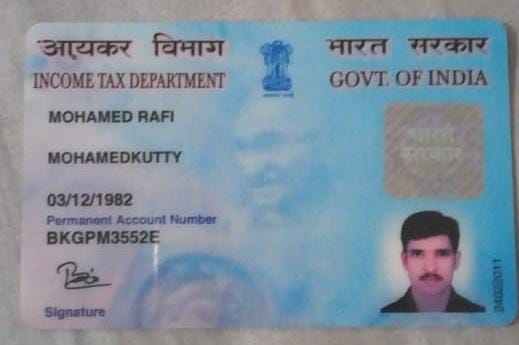 आयकर विभाग
भारत सरकार
INCOME TAX DEPARTMENT
GOVT. OF INDIA
MOHAMED RAFI
MOHAMEDKUTTY
03/12/1982
Permanent Account Number
BKGPM3552E
Signature
भारत
सरकार
24022011